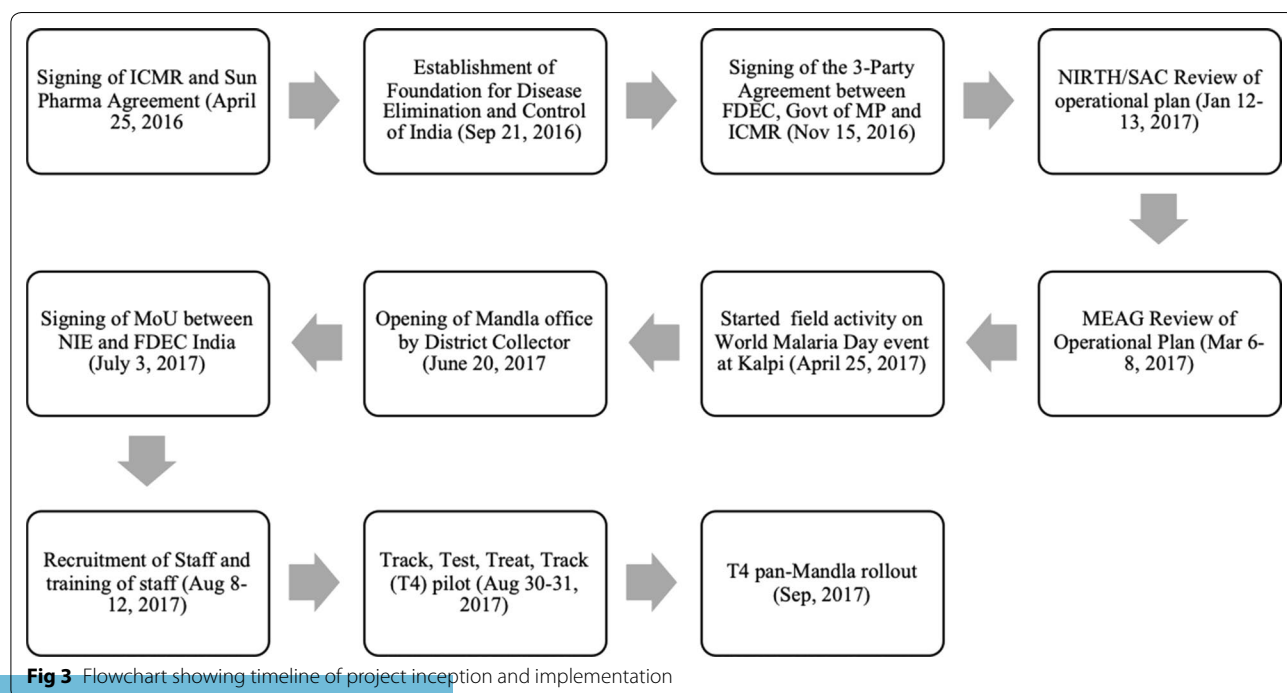 Signing of ICMR and Sun
Pharma Agreement (April
25, 2016
Establishment of
Foundation for Disease
Elimination and Control
of India (Sep 21, 2016)
Signing of the 3-Party
Agreement between
FDEC, Govt of MP and
ICMR (Nov 15, 2016)
NIRTH/SAC Review of
operational plan (Jan 12-
13, 2017)
MEAG Review of
Operational Plan (Mar 6-
8, 2017)
Started field activity on
World Malaria Day event
at Kalpi (April 25, 2017)
Opening of Mandla office
by District Collector
(June 20, 2017
Signing of MoU between
NIE and FDEC India
(July 3, 2017)
Recruitment of Staff and
training of staff (Aug 8-
12, 2017)
Track, Test, Treat, Track
(T4) pilot (Aug 30-31,
2017)
T4 pan-Mandla rollout
(Sep, 2017)
Fig 3 Flowchart showing timeline of project inception and implementation